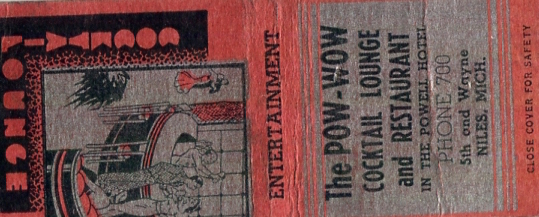 LOUNGE
ENTERTAINMENT
The POW-WOW
COCKTAIL LOUNGE
and RESTAURANT
IN THE POWELL HOTEL
PHONE 700
5th and Wayne
NILES, MICH.
CLOSE COVER FOR SAFETY